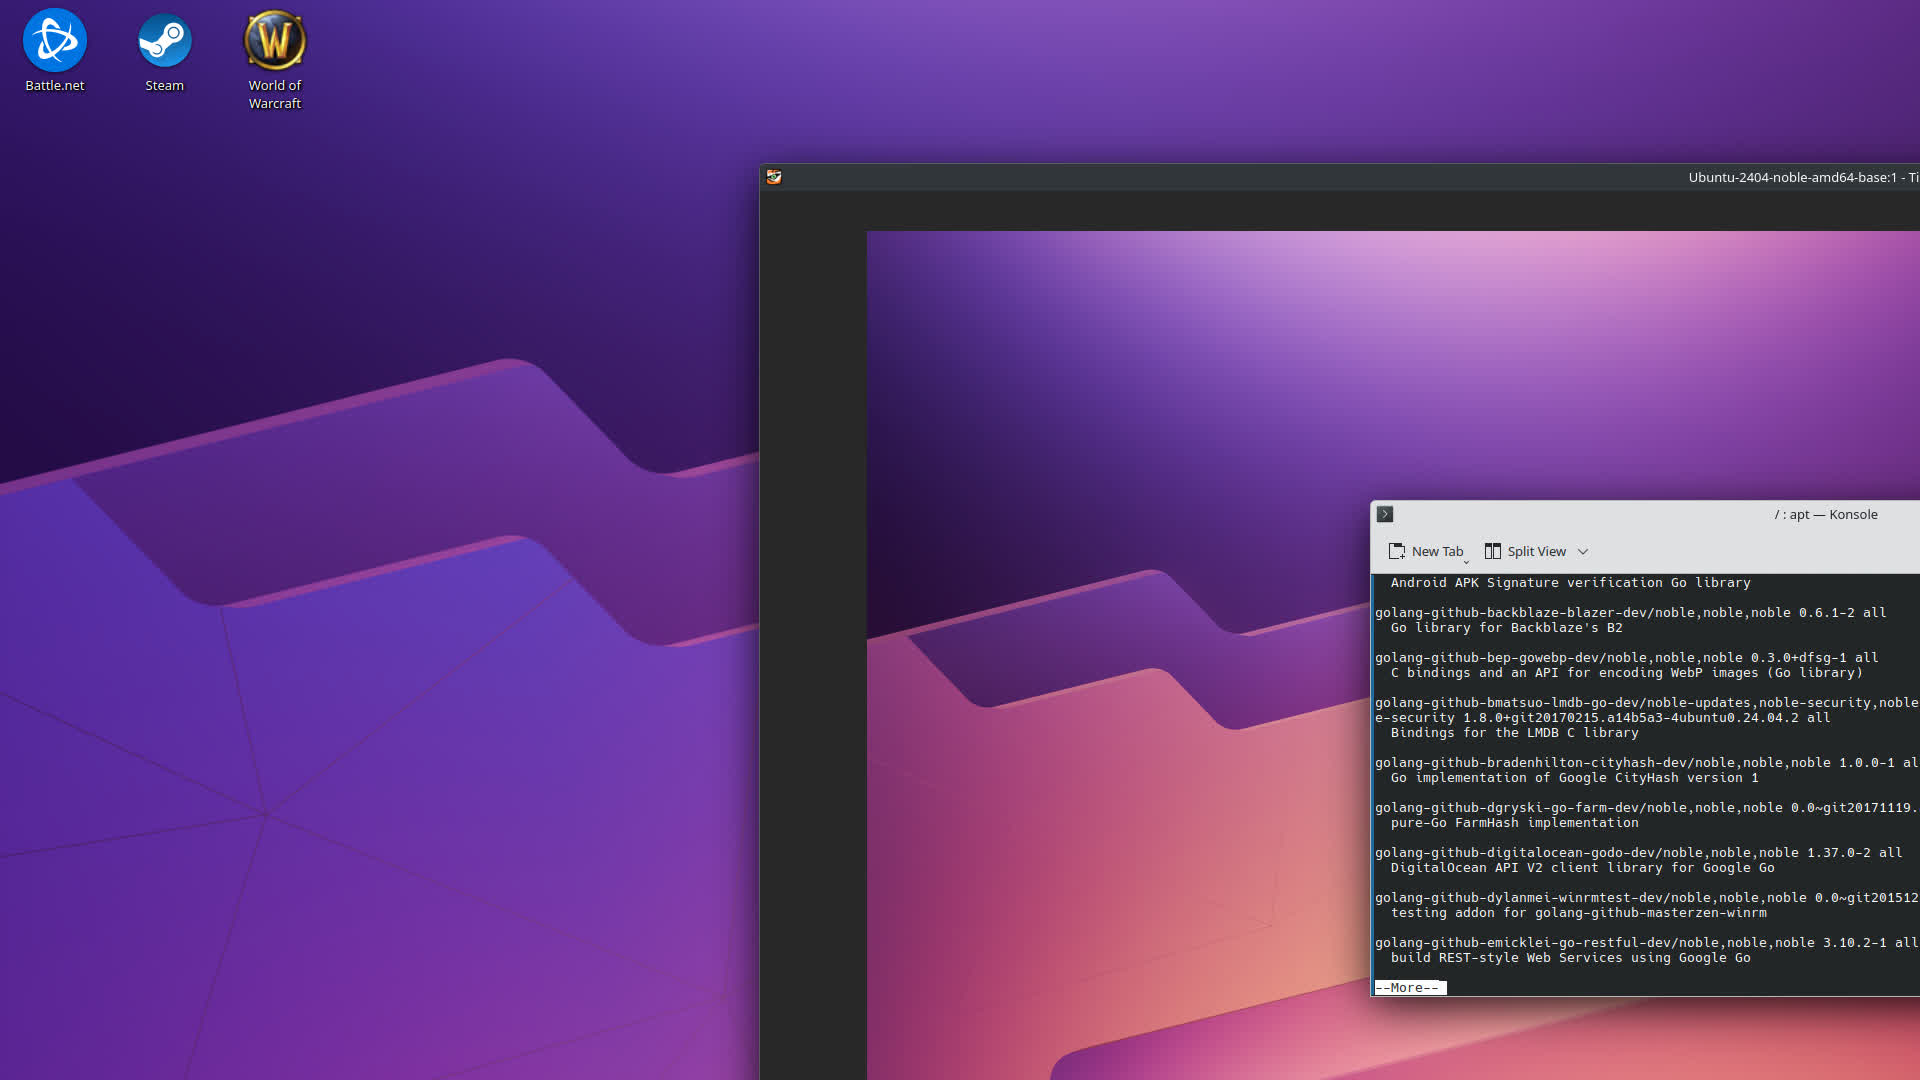 Battle.net
Steam
World of
Warcraft
Ubuntu-2404-noble-amd64-base:1 - Ti
/ : apt — Konsole
New Tab
Split View
Android APK Signature verification Go library
golang-github-backblaze-blazer-dev/noble,noble,noble 0.6.1-2 all
Go library for Backblaze's B2
golang-github-bep-gowebp-dev/noble,noble,noble 0.3.0+dfsg-1 all
C bindings and an API for encoding WebP images (Go library)
golang-github-bmatsuo-lmdb-go-dev/noble-updates,noble-security,noble
e-security 1.8.0+git20170215.a14b5a3-4ubuntu0.24.04.2 all
Bindings for the LMDB C library
golang-github-bradenhilton-cityhash-dev/noble,noble,noble 1.0.0-1 al
Go implementation of Google CityHash version 1
golang-github-dgryski-go-farm-dev/noble,noble,noble 0.0~git20171119.
pure-Go FarmHash implementation
golang-github-digitalocean-godo-dev/noble,noble,noble 1.37.0-2 all
DigitalOcean API V2 client library for Google Go
golang-github-dylanmei-winrmtest-dev/noble,noble,noble 0.0~git201512
testing addon for golang-github-masterzen-winrm
golang-github-emicklei-go-restful-dev/noble,noble,noble 3.10.2-1 all
build REST-style Web Services using Google Go
--More--